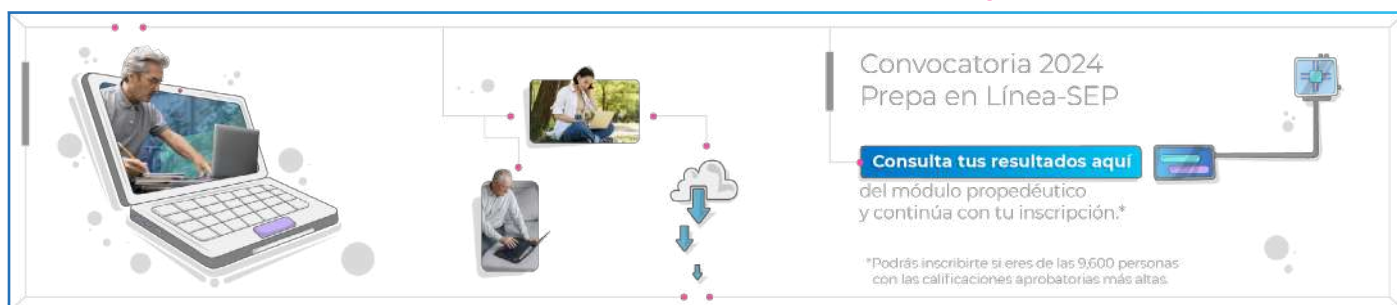 Convocatoria 2024
Prepa en Línea-SEP
Consulta tus resultados aquí
del módulo propedéutico
y continúa con tu inscripción.*
*Podrás inscribirte si eres de las 9,600 personas
con las calificaciones aprobatorias más altas.